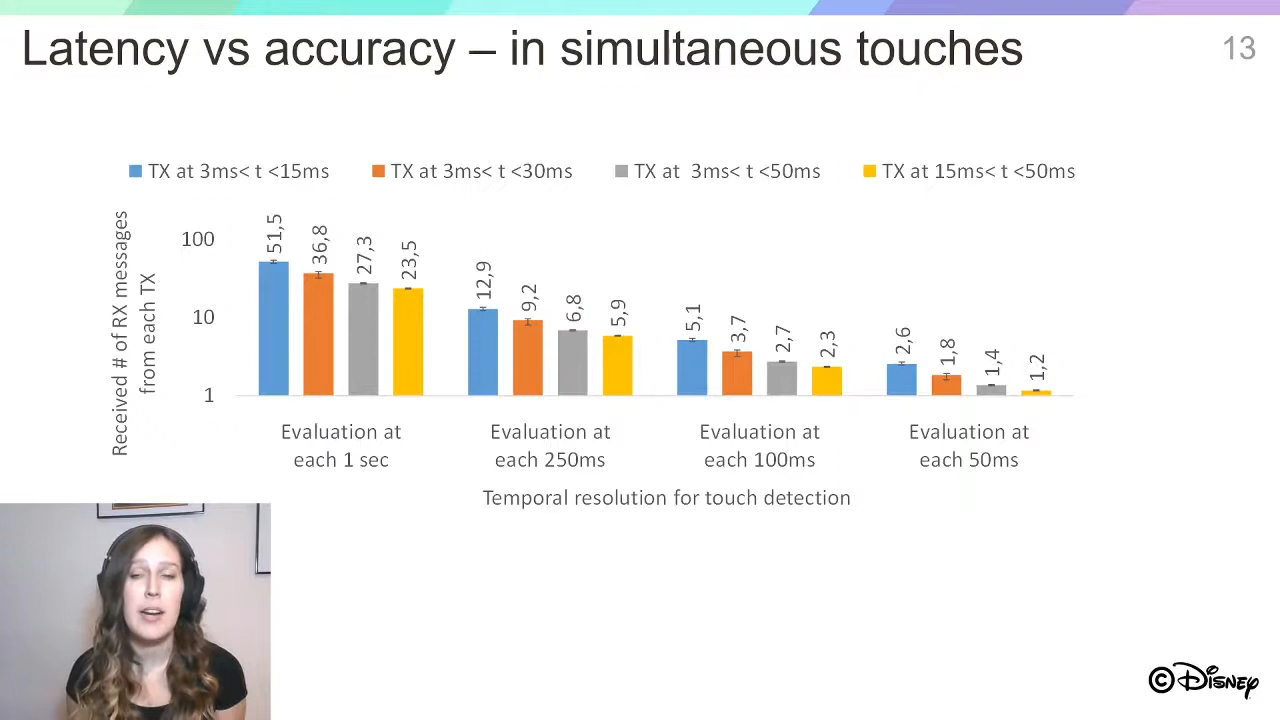 Latency vs accuracy – in simultaneous touches
13
TX at 3ms< t <15ms
TX at 3ms< t <30ms
TX at 3ms< t <50ms
TX at 15ms< t <50ms
Received # of RX messages
from each TX
100
10
1
51,5
36,8
27,3
23,5
12,9
9,2
6,8
5,9
5,1
3,7
2,7
2,3
2,6
1,8
1,4
1,2
Evaluation at
each 1 sec
Evaluation at
each 250ms
Evaluation at
each 100ms
Evaluation at
each 50ms
Temporal resolution for touch detection
©Disney